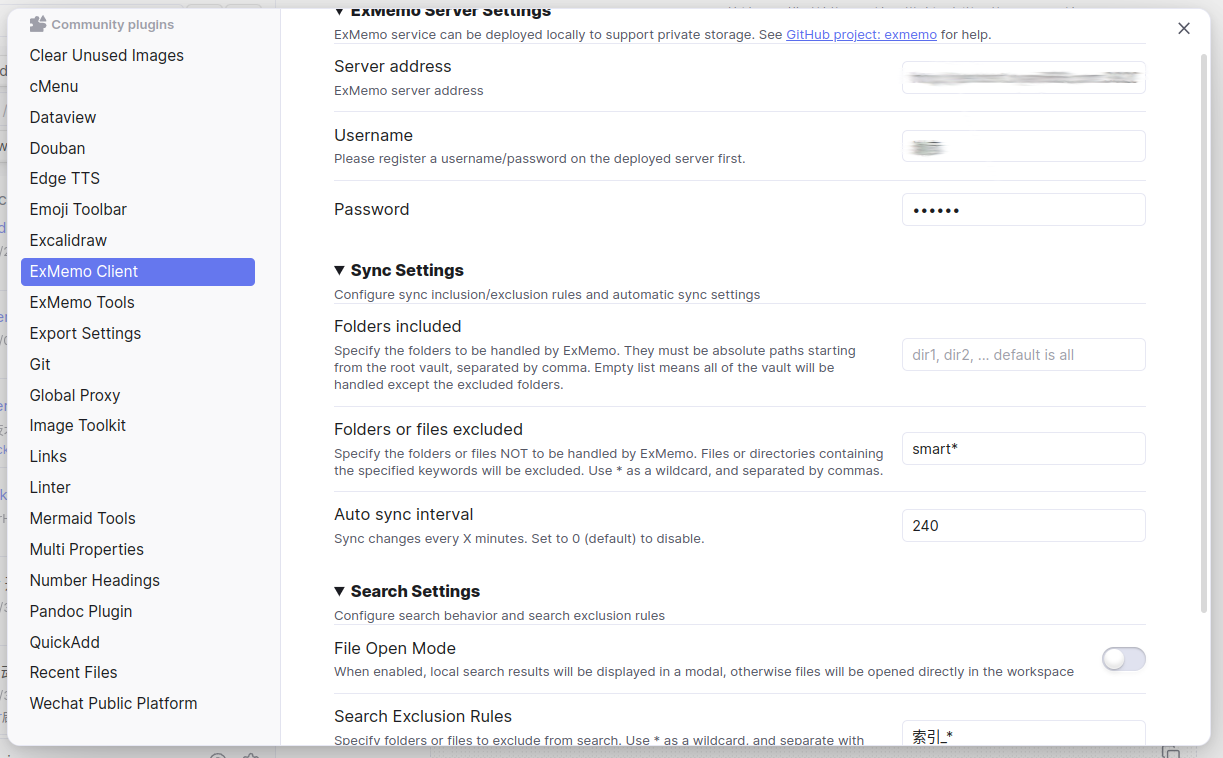 Community plugins
Clear Unused Images
cMenu
Dataview
Douban
Edge TTS
Emoji Toolbar
Excalidraw
ExMemo Client
ExMemo Tools
Export Settings
Git
Global Proxy
Image Toolkit
Links
Linter
Mermaid Tools
Multi Properties
Number Headings
Pandoc Plugin
QuickAdd
Recent Files
Wechat Public Platform
ExMemo Server Settings
ExMemo service can be deployed locally to support private storage. See GitHub project: exmemo for help.
Server address
ExMemo server address
Username
Please register a username/password on the deployed server first.
Password
••••••
Sync Settings
Configure sync inclusion/exclusion rules and automatic sync settings
Folders included
Specify the folders to be handled by ExMemo. They must be absolute paths starting
from the root vault, separated by comma. Empty list means all of the vault will be
handled except the excluded folders.
dir1, dir2, ... default is all
Folders or files excluded
Specify the folders or files NOT to be handled by ExMemo. Files or directories containing
the specified keywords will be excluded. Use * as a wildcard, and separated by commas.
smart*
Auto sync interval
Sync changes every X minutes. Set to 0 (default) to disable.
240
Search Settings
Configure search behavior and search exclusion rules
File Open Mode
When enabled, local search results will be displayed in a modal, otherwise files will be opened directly in the workspace
Search Exclusion Rules
Specify folders or files to exclude from search. Use * as a wildcard, and separate with
索引_*